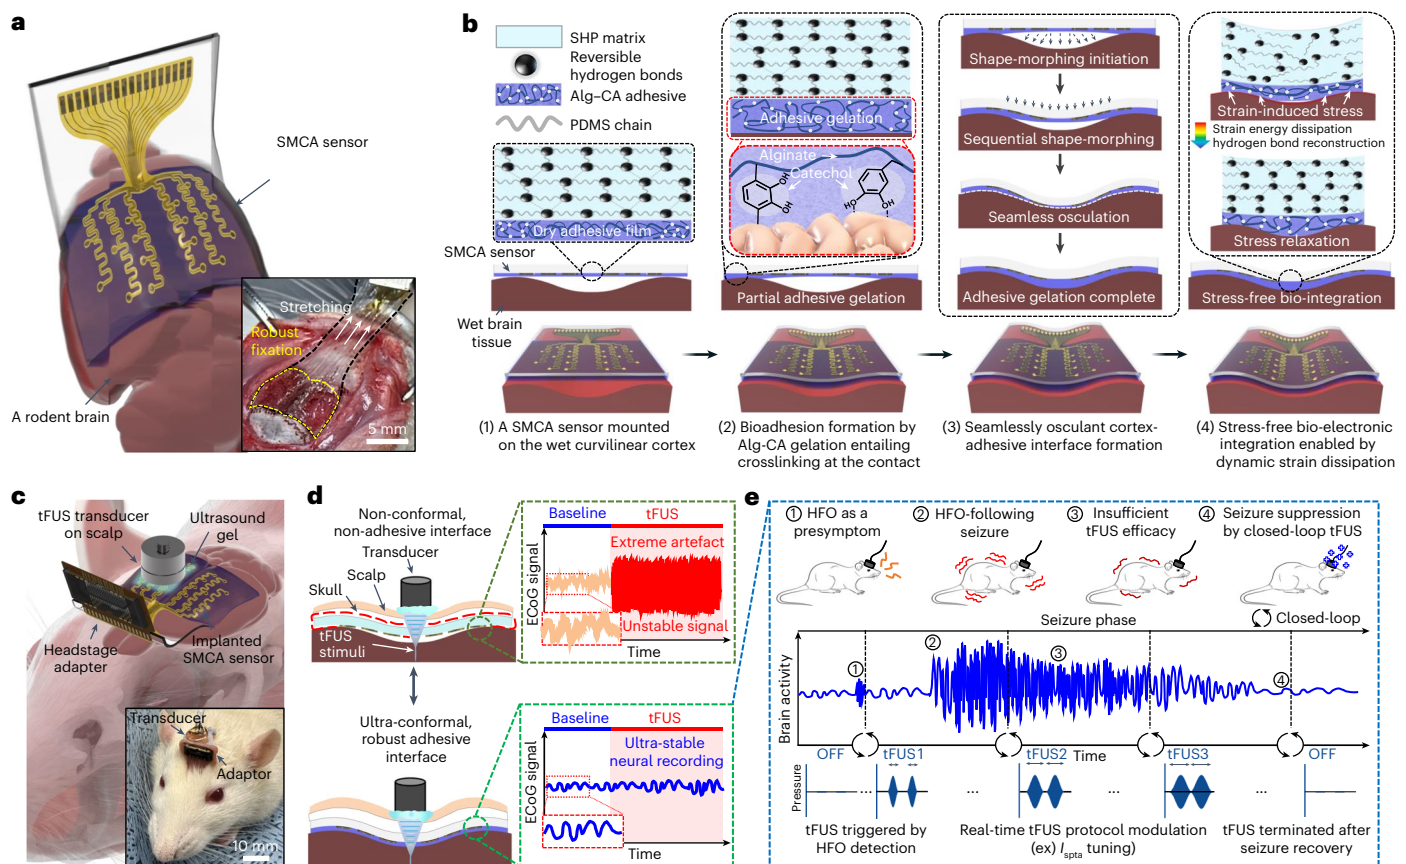 a
SMCA sensor
Stretching
Robust
fixation
5 mm
A rodent brain
b
SHP matrix
Reversible
hydrogen bonds
Alg–CA adhesive
PDMS chain
Dry adhesive film
SMCA sensor
Wet brain
tissue
Adhesive gelation
Alginate
Catechol
OH
OH
HO
OH
Partial adhesive gelation
Shape-morphing initiation
Sequential shape-morphing
Seamless osculation
Adhesive gelation complete
Strain-induced stress
Strain energy dissipation
hydrogen bond reconstruction
Stress relaxation
Stress-free bio-integration
(1) A SMCA sensor mounted
on the wet curvilinear cortex
(2) Bioadhesion formation by
Alg-CA gelation entailing
crosslinking at the contact
(3) Seamlessly osculant cortex-
adhesive interface formation
(4) Stress-free bio-electronic
integration enabled by
dynamic strain dissipation
c
tFUS transducer
on scalp
Ultrasound
gel
Headstage
adapter
Implanted
SMCA sensor
Transducer
Adaptor
10 mm
d
Non-conformal,
non-adhesive interface
Transducer
Scalp
Skull
tFUS
stimuli
Baseline
tFUS
Extreme artefact
Unstable signal
ECoG signal
Time
Ultra-conformal,
robust adhesive
interface
Baseline
tFUS
Ultra-stable
neural recording
ECoG signal
Time
e
1 HFO as a
presymptom
2 HFO-following
seizure
3 Insufficient
tFUS efficacy
4 Seizure suppression
by closed-loop tFUS
Closed-loop
Seizure phase
Brain activity
1
2
3
4
Time
OFF
tFUS1
tFUS2
tFUS3
OFF
Pressure
...
...
...
...
tFUS triggered by
HFO detection
Real-time tFUS protocol modulation
(ex) Ispta tuning)
tFUS terminated after
seizure recovery